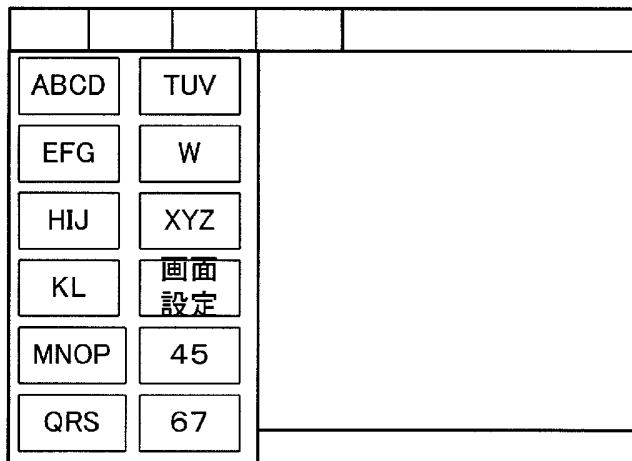 ABCD
TUV
EFG
W
HIJ
XYZ
KL
画面
設定
MNOP
45
QRS
67